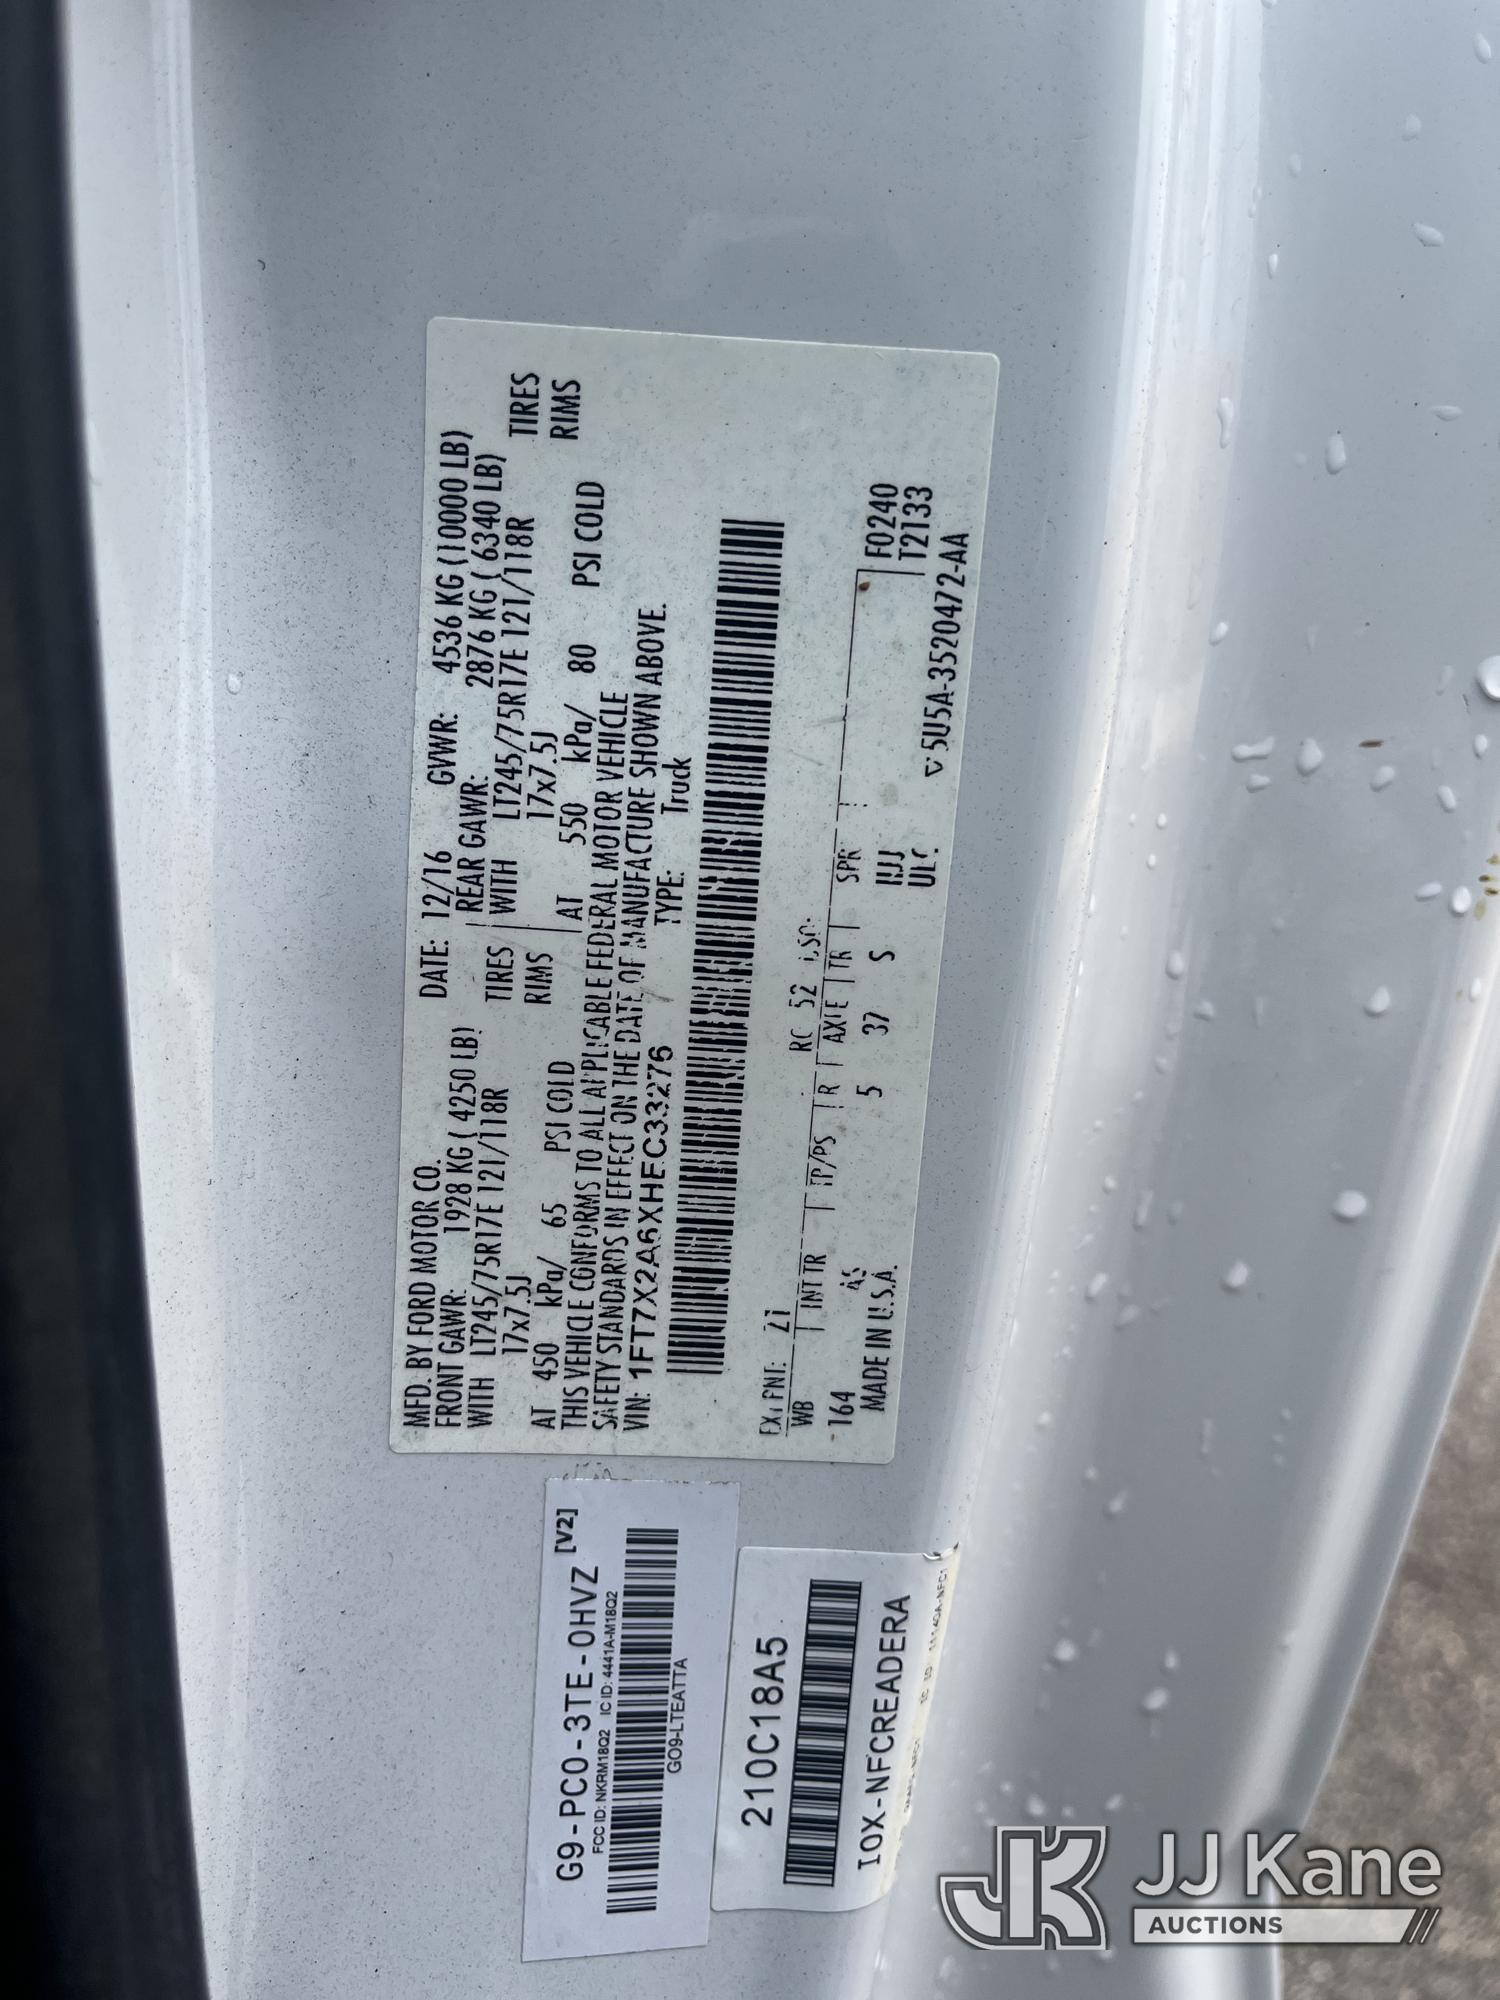 MFD. BY FORD MOTOR CO.
DATE: 12/16 GVWR: 4536 KG (10000 LB)
FRONT GAWR: 1928 KG ( 4250 LB) REAR GAWR: 2876 KG ( 6340 LB)
WITH LT245/75R17E 121/118R TIRES WITH LT245/75R17E 121/118R TIRES
17x7.5J RIMS 17x7.5J RIMS
AT 450 kPa/ 65 PSI COLD AT 550 kPa/ 80 PSI COLD
THIS VEHICLE CONFORMS TO ALL APPLICABLE FEDERAL MOTOR VEHICLE
SAFETY STANDARDS IN EFFECT ON THE DATE OF MANUFACTURE SHOWN ABOVE.
VIN: 1FT7X2A6XHEC33276 TYPE: Truck
EXT PNT: Z1 RC 52 DSO:
WB INT TR TP/PS R AXLE TR SPR F0240
164 AS 5 37 S T2133
MADE IN U.S.A. 5U5A-3520472-AA
G9-PC0-3TE-0HVZ [V2]
FCC ID: NKRM18Q2 IC ID: 4441A-M18Q2
GO9-LTEATTA
210C18A5
IOX-NFCREADERA
JK JJ Kane
AUCTIONS